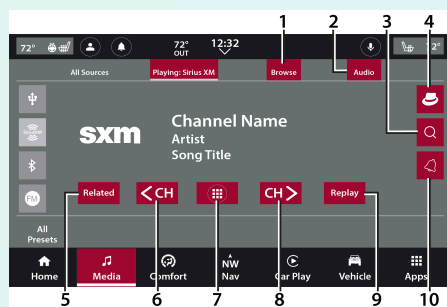 1
2
3
4
72°
72° OUT
12:32
2°
All Sources
Playing: Sirius XM
Browse
Audio
SiriusXM
sxm
Channel Name
Artist
Song Title
FM
Related
CH
CH
Replay
All Presets
Home
Media
Comfort
NW
Nav
Car Play
Vehicle
Apps
5
6
7
8
9
10